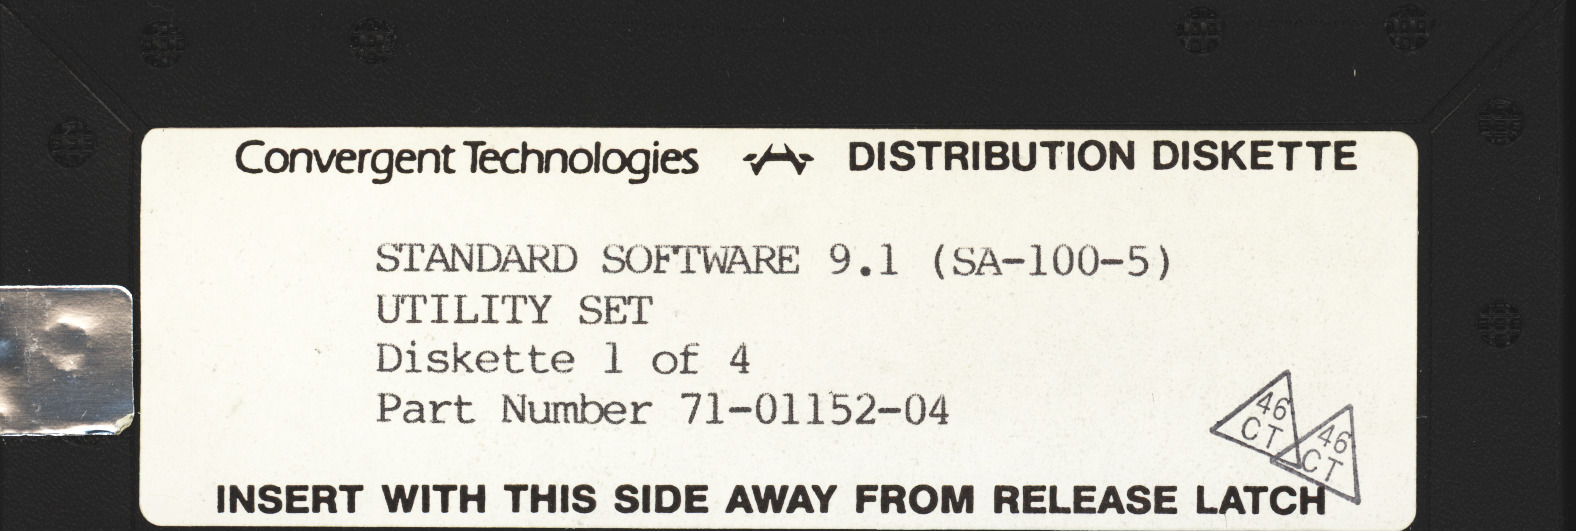 Convergent Technologies DISTRIBUTION DISKETTE
STANDARD SOFTWARE 9.1 (SA-100-5)
UTILITY SET
Diskette 1 of 4
Part Number 71-01152-04
46
CT
46
CT
INSERT WITH THIS SIDE AWAY FROM RELEASE LATCH